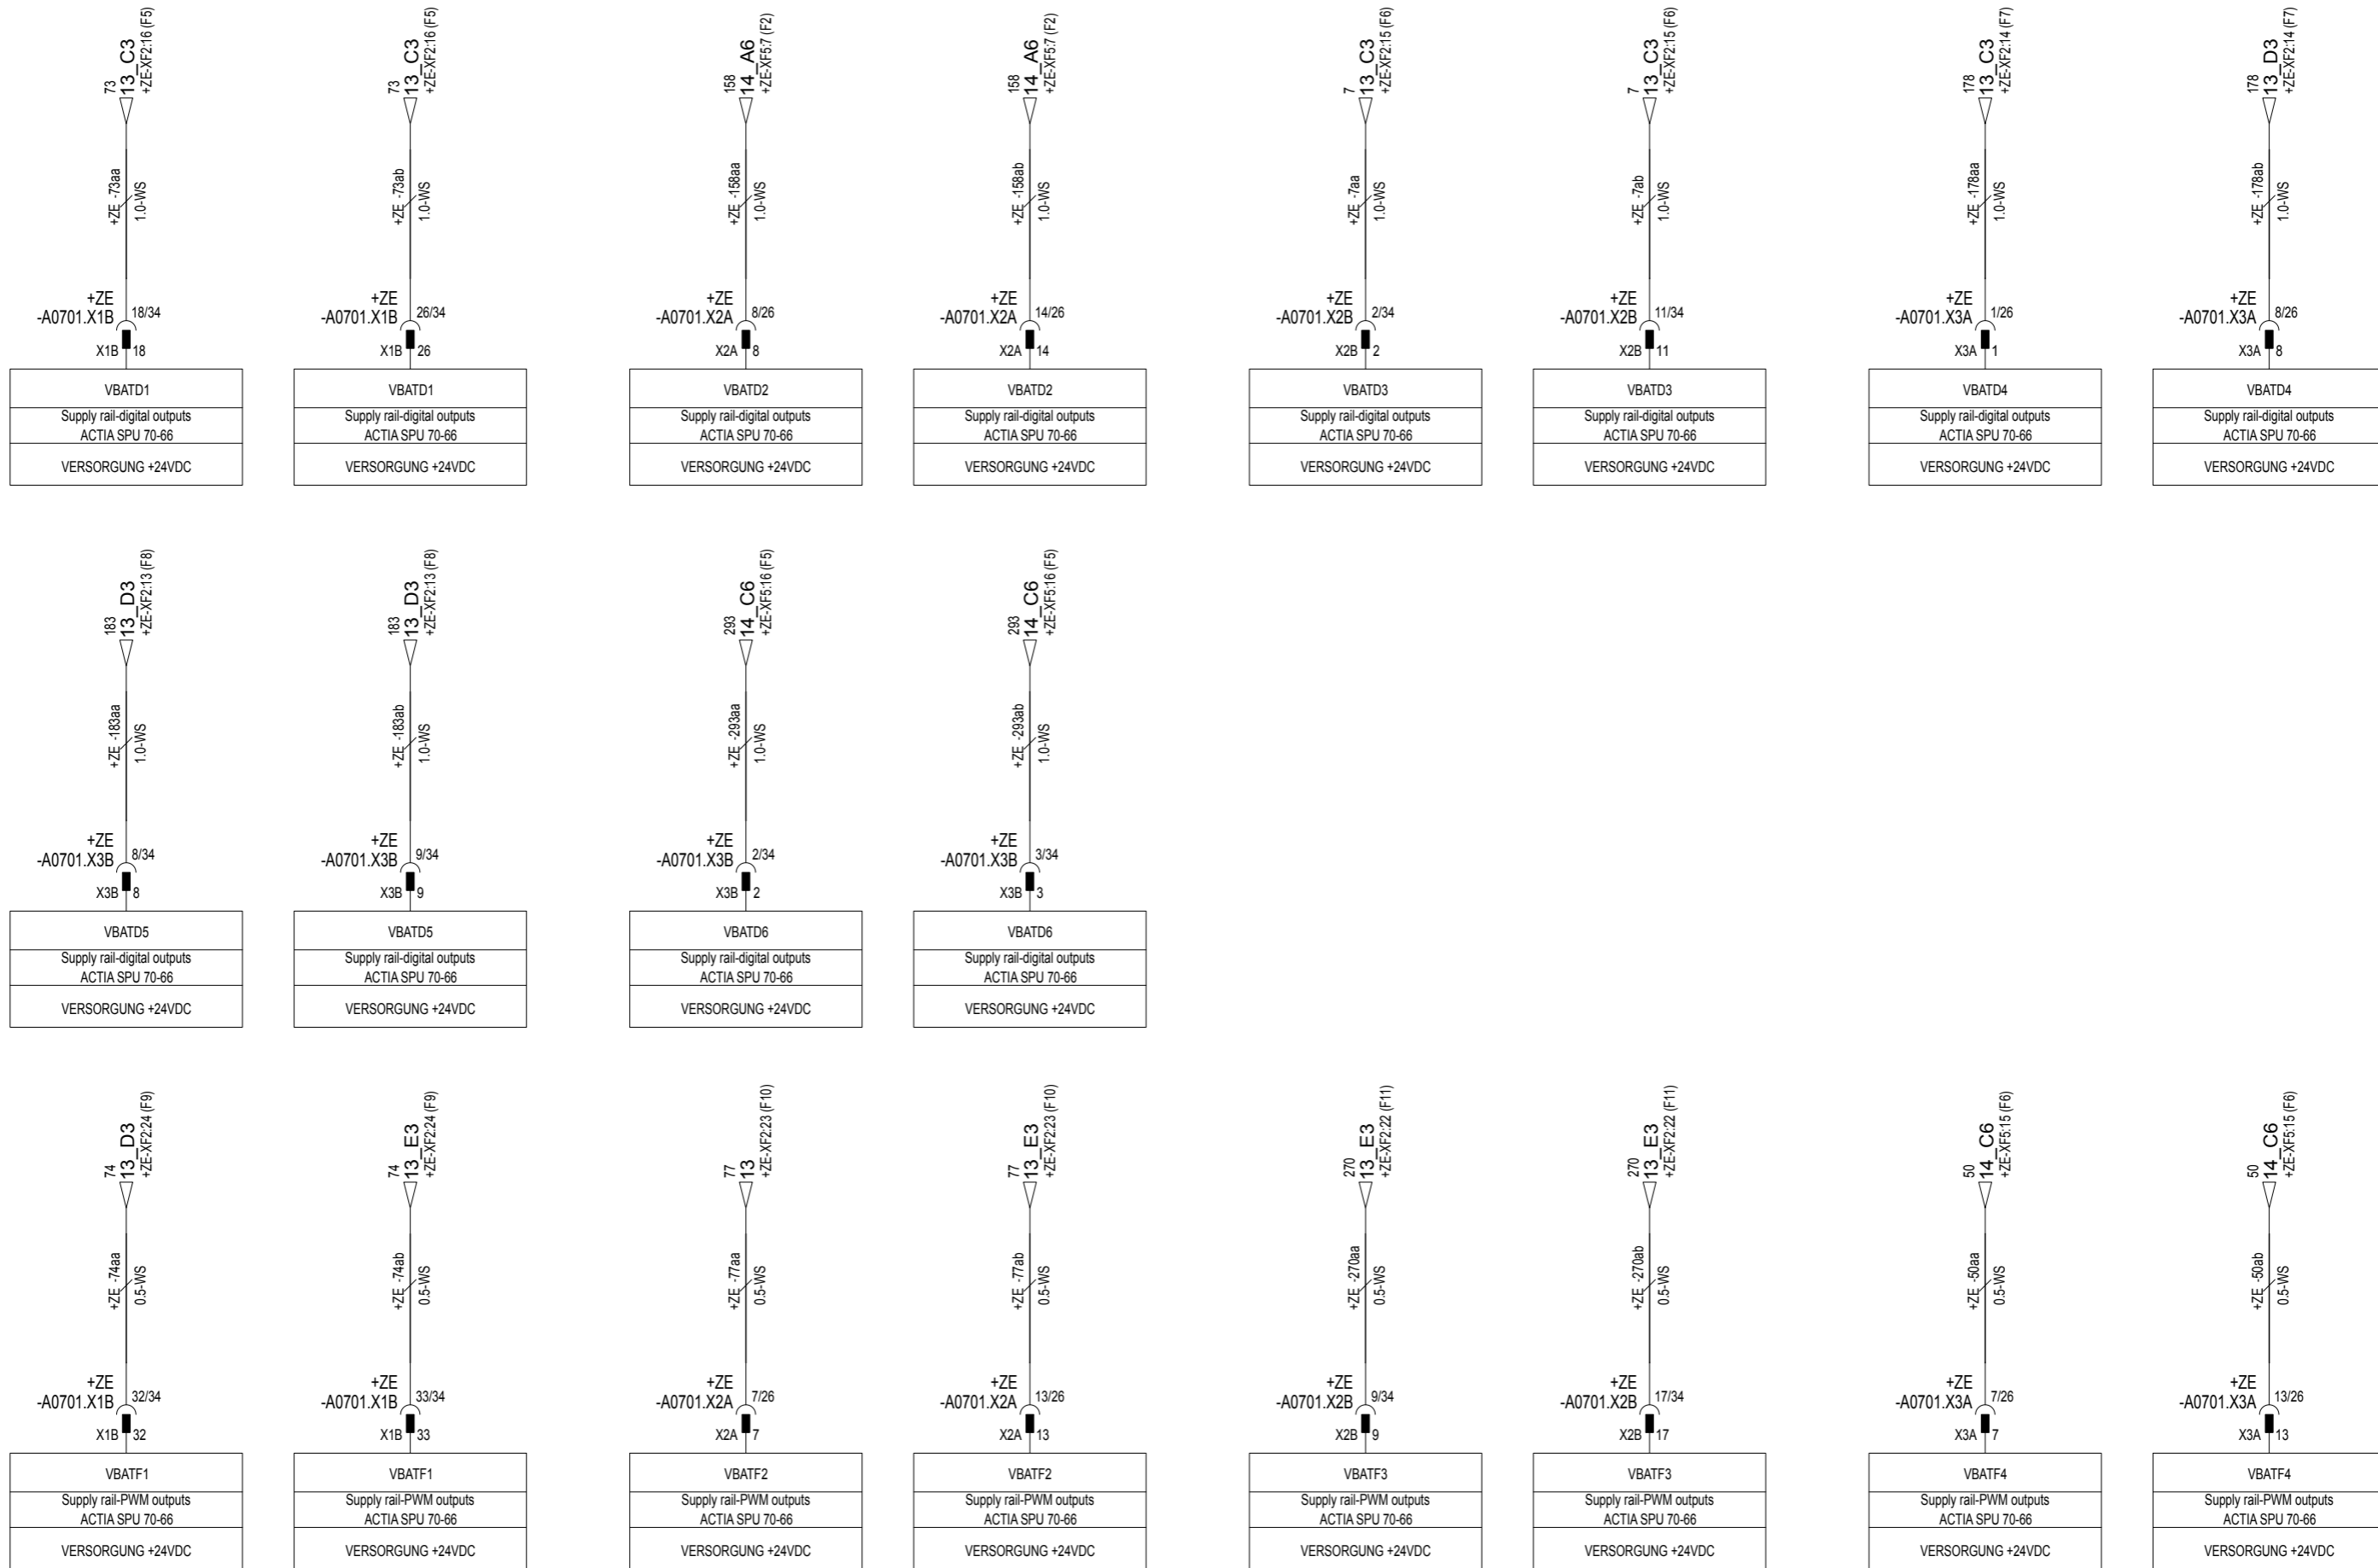 73
13_C3
+ZE-XF2:16 (F5)
+ZE -73aa
1.0-WS
+ZE
-A0701.X1B 18/34
X1B 18
VBATD1
Supply rail-digital outputs
ACTIA SPU 70-66
VERSORGUNG +24VDC
73
13_C3
+ZE-XF2:16 (F5)
+ZE -73ab
1.0-WS
+ZE
-A0701.X1B 26/34
X1B 26
VBATD1
Supply rail-digital outputs
ACTIA SPU 70-66
VERSORGUNG +24VDC
158
14_A6
+ZE-XF5:7 (F2)
+ZE -158aa
1.0-WS
+ZE
-A0701.X2A 8/26
X2A 8
VBATD2
Supply rail-digital outputs
ACTIA SPU 70-66
VERSORGUNG +24VDC
158
14_A6
+ZE-XF5:7 (F2)
+ZE -158ab
1.0-WS
+ZE
-A0701.X2A 14/26
X2A 14
VBATD2
Supply rail-digital outputs
ACTIA SPU 70-66
VERSORGUNG +24VDC
7
13_C3
+ZE-XF2:15 (F6)
+ZE -7aa
1.0-WS
+ZE
-A0701.X2B 2/34
X2B 2
VBATD3
Supply rail-digital outputs
ACTIA SPU 70-66
VERSORGUNG +24VDC
7
13_C3
+ZE-XF2:15 (F6)
+ZE -7ab
1.0-WS
+ZE
-A0701.X2B 11/34
X2B 11
VBATD3
Supply rail-digital outputs
ACTIA SPU 70-66
VERSORGUNG +24VDC
178
13_C3
+ZE-XF2:14 (F7)
+ZE -178aa
1.0-WS
+ZE
-A0701.X3A 1/26
X3A 1
VBATD4
Supply rail-digital outputs
ACTIA SPU 70-66
VERSORGUNG +24VDC
178
13_D3
+ZE-XF2:14 (F7)
+ZE -178ab
1.0-WS
+ZE
-A0701.X3A 8/26
X3A 8
VBATD4
Supply rail-digital outputs
ACTIA SPU 70-66
VERSORGUNG +24VDC
183
13_D3
+ZE-XF2:13 (F8)
+ZE -183aa
1.0-WS
+ZE
-A0701.X3B 8/34
X3B 8
VBATD5
Supply rail-digital outputs
ACTIA SPU 70-66
VERSORGUNG +24VDC
183
13_D3
+ZE-XF2:13 (F8)
+ZE -183ab
1.0-WS
+ZE
-A0701.X3B 9/34
X3B 9
VBATD5
Supply rail-digital outputs
ACTIA SPU 70-66
VERSORGUNG +24VDC
293
14_C6
+ZE-XF5:16 (F5)
+ZE -293aa
1.0-WS
+ZE
-A0701.X3B 2/34
X3B 2
VBATD6
Supply rail-digital outputs
ACTIA SPU 70-66
VERSORGUNG +24VDC
293
14_C6
+ZE-XF5:16 (F5)
+ZE -293ab
1.0-WS
+ZE
-A0701.X3B 3/34
X3B 3
VBATD6
Supply rail-digital outputs
ACTIA SPU 70-66
VERSORGUNG +24VDC
74
13_D3
+ZE-XF2:24 (F9)
+ZE -74aa
0.5-WS
+ZE
-A0701.X1B 32/34
X1B 32
VBATF1
Supply rail-PWM outputs
ACTIA SPU 70-66
VERSORGUNG +24VDC
74
13_E3
+ZE-XF2:24 (F9)
+ZE -74ab
0.5-WS
+ZE
-A0701.X1B 33/34
X1B 33
VBATF1
Supply rail-PWM outputs
ACTIA SPU 70-66
VERSORGUNG +24VDC
77
13
+ZE-XF2:23 (F10)
+ZE -77aa
0.5-WS
+ZE
-A0701.X2A 7/26
X2A 7
VBATF2
Supply rail-PWM outputs
ACTIA SPU 70-66
VERSORGUNG +24VDC
77
13_E3
+ZE-XF2:23 (F10)
+ZE -77ab
0.5-WS
+ZE
-A0701.X2A 13/26
X2A 13
VBATF2
Supply rail-PWM outputs
ACTIA SPU 70-66
VERSORGUNG +24VDC
270
13_E3
+ZE-XF2:22 (F11)
+ZE -270aa
0.5-WS
+ZE
-A0701.X2B 9/34
X2B 9
VBATF3
Supply rail-PWM outputs
ACTIA SPU 70-66
VERSORGUNG +24VDC
270
13_E3
+ZE-XF2:22 (F11)
+ZE -270ab
0.5-WS
+ZE
-A0701.X2B 17/34
X2B 17
VBATF3
Supply rail-PWM outputs
ACTIA SPU 70-66
VERSORGUNG +24VDC
50
14_C6
+ZE-XF5:15 (F6)
+ZE -50aa
0.5-WS
+ZE
-A0701.X3A 7/26
X3A 7
VBATF4
Supply rail-PWM outputs
ACTIA SPU 70-66
VERSORGUNG +24VDC
50
14_C6
+ZE-XF5:15 (F6)
+ZE -50ab
0.5-WS
+ZE
-A0701.X3A 13/26
X3A 13
VBATF4
Supply rail-PWM outputs
ACTIA SPU 70-66
VERSORGUNG +24VDC